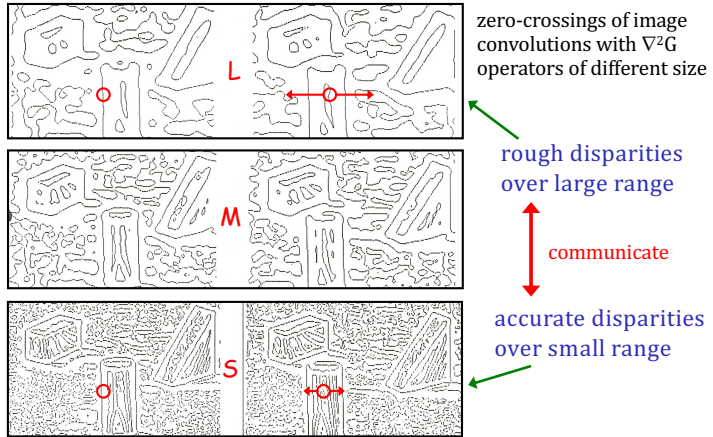 zero-crossings of image
convolutions with ∇²G
operators of different size
L
rough disparities
over large range
M
communicate
accurate disparities
over small range
S